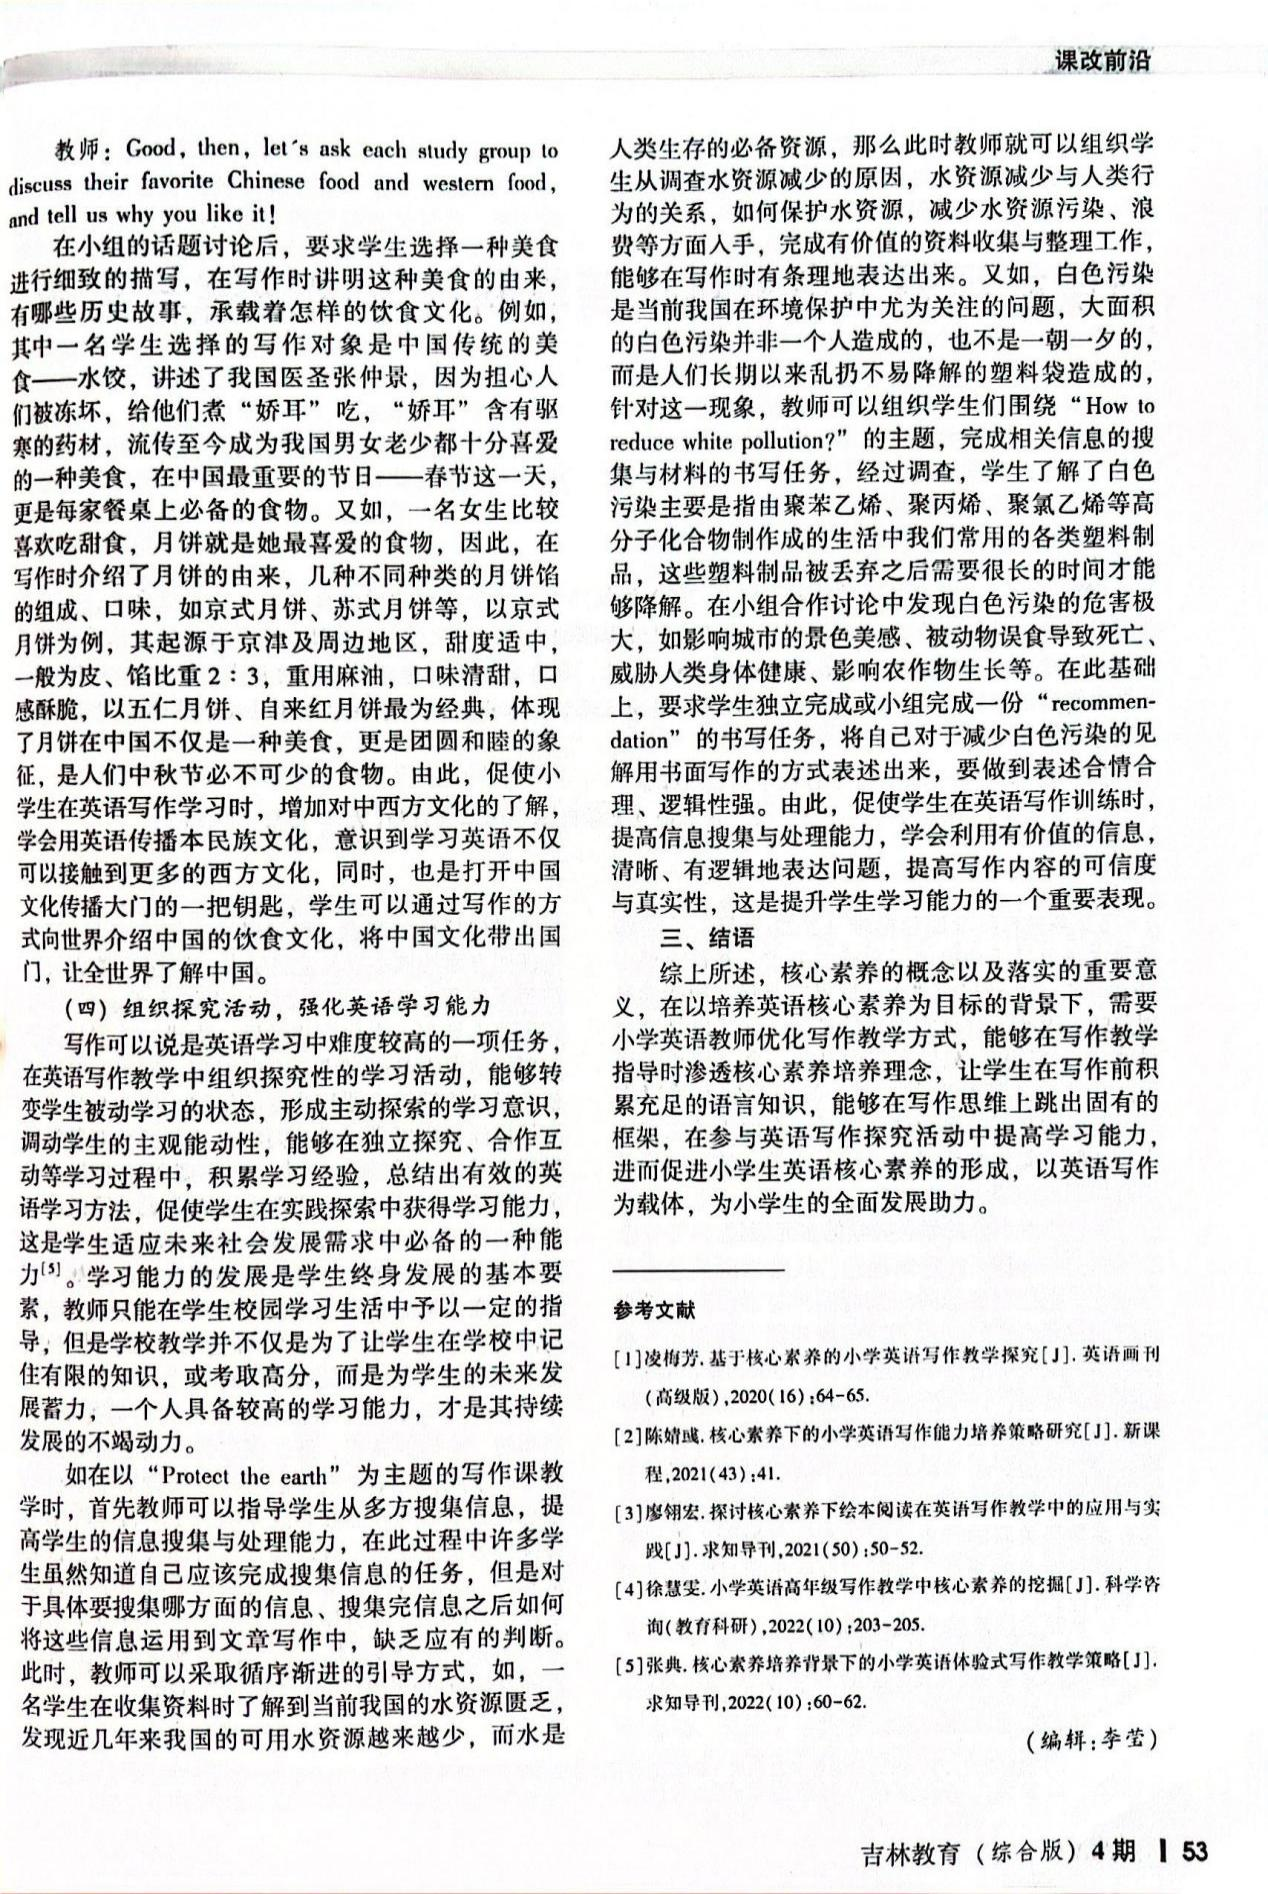 课改前沿
教师：Good, then, let's ask each study group to
discuss their favorite Chinese food and western food,
and tell us why you like it!
在小组的话题讨论后，要求学生选择一种美食
进行细致的描写，在写作时讲明这种美食的由来，
有哪些历史故事，承载着怎样的饮食文化。例如，
其中一名学生选择的写作对象是中国传统的美
食——水饺，讲述了我国医圣张仲景，因为担心人
们被冻坏，给他们煮“娇耳”吃，“娇耳”含有驱
寒的药材，流传至今成为我国男女老少都十分喜爱
的一种美食，在中国最重要的节日——春节这一天，
更是每家餐桌上必备的食物。又如，一名女生比较
喜欢吃甜食，月饼就是她最喜爱的食物，因此，在
写作时介绍了月饼的由来，几种不同种类的月饼馅
的组成、口味，如京式月饼、苏式月饼等，以京式
月饼为例，其起源于京津及周边地区，甜度适中，
一般为皮、馅比重2：3，重用麻油，口味清甜，口
感酥脆，以五仁月饼、自来红月饼最为经典，体现
了月饼在中国不仅是一种美食，更是团圆和睦的象
征，是人们中秋节必不可少的食物。由此，促使小
学生在英语写作学习时，增加对中西方文化的了解，
学会用英语传播本民族文化，意识到学习英语不仅
可以接触到更多的西方文化，同时，也是打开中国
文化传播大门的一把钥匙，学生可以通过写作的方
式向世界介绍中国的饮食文化，将中国文化带出国
门，让全世界了解中国。
（四）组织探究活动，强化英语学习能力
写作可以说是英语学习中难度较高的一项任务，
在英语写作教学中组织探究性的学习活动，能够转
变学生被动学习的状态，形成主动探索的学习意识，
调动学生的主观能动性，能够在独立探究、合作互
动等学习过程中，积累学习经验，总结出有效的英
语学习方法，促使学生在实践探索中获得学习能力，
这是学生适应未来社会发展需求中必备的一种能
力[5]。学习能力的发展是学生终身发展的基本要
素，教师只能在学生校园学习生活中予以一定的指
导，但是学校教学并不仅是为了让学生在学校中记
住有限的知识，或考取高分，而是为学生的未来发
展蓄力，一个人具备较高的学习能力，才是其持续
发展的不竭动力。
如在以“Protect the earth”为主题的写作课教
学时，首先教师可以指导学生从多方搜集信息，提
高学生的信息搜集与处理能力，在此过程中许多学
生虽然知道自己应该完成搜集信息的任务，但是对
于具体要搜集哪方面的信息、搜集完信息之后如何
将这些信息运用到文章写作中，缺乏应有的判断。
此时，教师可以采取循序渐进的引导方式，如，一
名学生在收集资料时了解到当前我国的水资源匮乏，
发现近几年来我国的可用水资源越来越少，而水是
人类生存的必备资源，那么此时教师就可以组织学
生从调查水资源减少的原因，水资源减少与人类行
为的关系，如何保护水资源，减少水资源污染、浪
费等方面入手，完成有价值的资料收集与整理工作，
能够在写作时有条理地表达出来。又如，白色污染
是当前我国在环境保护中尤为关注的问题，大面积
的白色污染并非一个人造成的，也不是一朝一夕的，
而是人们长期以来乱扔不易降解的塑料袋造成的，
针对这一现象，教师可以组织学生们围绕“How to
reduce white pollution?”的主题，完成相关信息的搜
集与材料的书写任务，经过调查，学生了解了白色
污染主要是指由聚苯乙烯、聚丙烯、聚氯乙烯等高
分子化合物制作成的生活中我们常用的各类塑料制
品，这些塑料制品被丢弃之后需要很长的时间才能
够降解。在小组合作讨论中发现白色污染的危害极
大，如影响城市的景色美感、被动物误食导致死亡、
威胁人类身体健康、影响农作物生长等。在此基础
上，要求学生独立完成或小组完成一份“recommen-
dation”的书写任务，将自己对于减少白色污染的见
解用书面写作的方式表述出来，要做到表述合情合
理、逻辑性强。由此，促使学生在英语写作训练时，
提高信息搜集与处理能力，学会利用有价值的信息，
清晰、有逻辑地表达问题，提高写作内容的可信度
与真实性，这是提升学生学习能力的一个重要表现。
三、结语
综上所述，核心素养的概念以及落实的重要意
义，在以培养英语核心素养为目标的背景下，需要
小学英语教师优化写作教学方式，能够在写作教学
指导时渗透核心素养培养理念，让学生在写作前积
累充足的语言知识，能够在写作思维上跳出固有的
框架，在参与英语写作探究活动中提高学习能力，
进而促进小学生英语核心素养的形成，以英语写作
为载体，为小学生的全面发展助力。
参考文献
[1]凌梅芳.基于核心素养的小学英语写作教学探究[J].英语画刊
(高级版),2020(16):64-65.
[2]陈婧彧.核心素养下的小学英语写作能力培养策略研究[J].新课
程,2021(43):41.
[3]廖翎宏.探讨核心素养下绘本阅读在英语写作教学中的应用与实
践[J].求知导刊,2021(50):50-52.
[4]徐慧雯.小学英语高年级写作教学中核心素养的挖掘[J].科学咨
询(教育科研),2022(10):203-205.
[5]张典.核心素养培养背景下的小学英语体验式写作教学策略[J].
求知导刊,2022(10):60-62.
(编辑:李莹)
吉林教育（综合版）4期 53